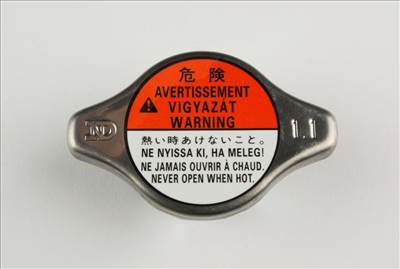 危険
AVERTISSEMENT
VIGYAZAT
WARNING
熱い時あけないこと。
NE NYISSA KI, HA MELEG!
NE JAMAIS OUVRIR À CHAUD.
NEVER OPEN WHEN HOT.
ND
1.1